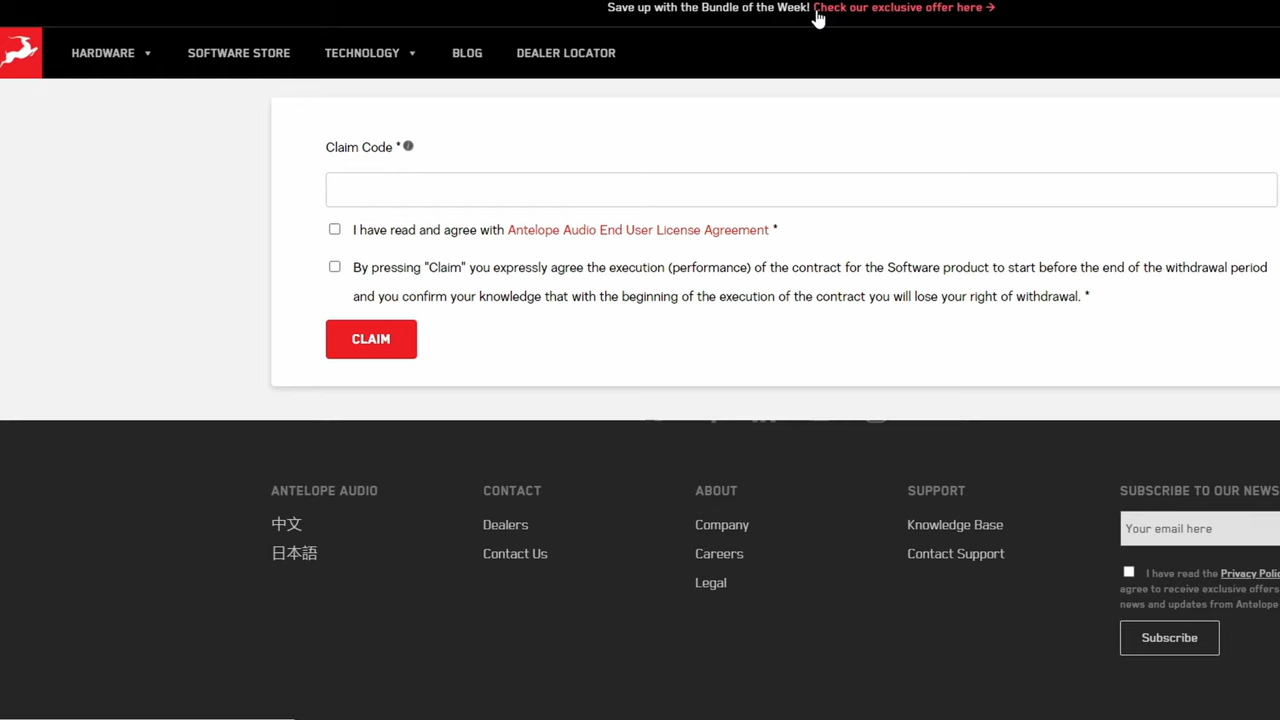 Save up with the Bundle of the Week! Check our exclusive offer here →
HARDWARE SOFTWARE STORE TECHNOLOGY BLOG DEALER LOCATOR
Claim Code *
I have read and agree with Antelope Audio End User License Agreement *
By pressing "Claim" you expressly agree the execution (performance) of the contract for the Software product to start before the end of the withdrawal period
and you confirm your knowledge that with the beginning of the execution of the contract you will lose your right of withdrawal. *
CLAIM
ANTELOPE AUDIO
中文
日本語
CONTACT
Dealers
Contact Us
ABOUT
Company
Careers
Legal
SUPPORT
Knowledge Base
Contact Support
SUBSCRIBE TO OUR NEWS
Your email here
I have read the Privacy Poli
agree to receive exclusive offers
news and updates from Antelope
Subscribe